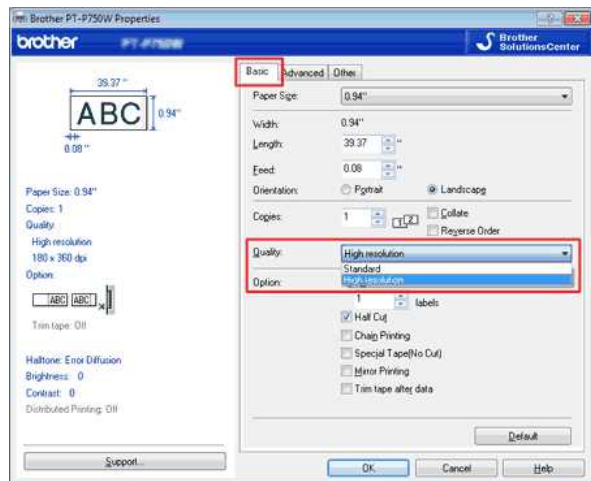 Brother PT-P750W Properties
brother
PT-P750W
Brother
SolutionsCenter
39.37 "
ABC
0.94"
0.08 "
Paper Size: 0.94"
Copies: 1
Quality
High resolution
180 x 360 dpi
Option:
ABC ABC
Trim tape: Off
Halftone: Error Diffusion
Brightness: 0
Contrast: 0
Distributed Printing: Off
Support...
Basic Advanced Other
Paper Size: 0.94"
Width: 0.94"
Length: 39.37 "
Feed: 0.08 "
Orientation: Portrait Landscape
Copies: 1 1 2 Collate
Reverse Order
Quality: High resolution
Standard
High resolution
Option:
1 labels
Half Cut
Chain Printing
Special Tape(No Cut)
Mirror Printing
Trim tape after data
Default
OK Cancel Help